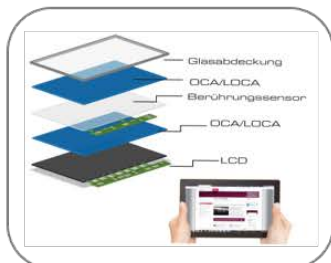 Glasabdeckung
OCA/LOCA
Berührungssensor
OCA/LOCA
LCD